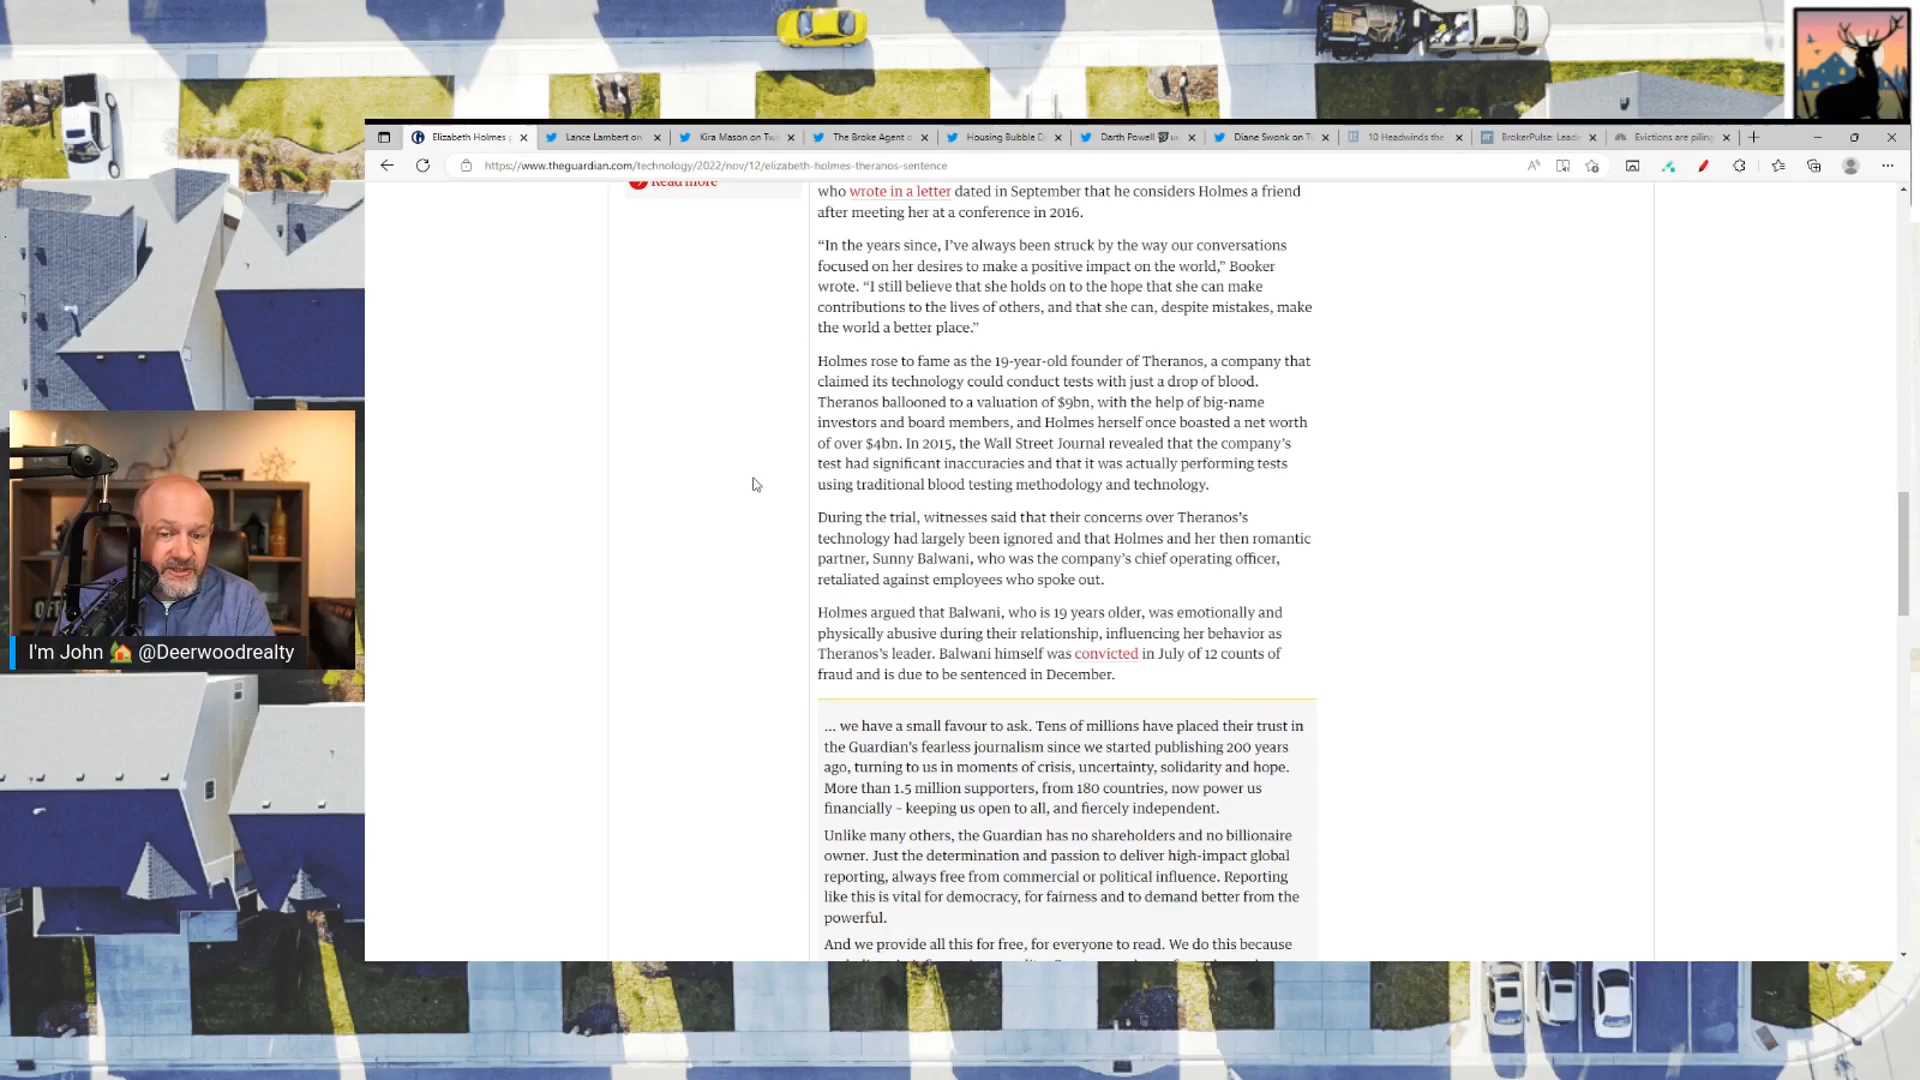 Elizabeth Holmes
Lance Lambert on
Kira Mason on Twi
The Broke Agent o
Housing Bubble D
Darth Powell
Diane Swonk on T
10 Headwinds the
BrokerPulse: Lead
Evictions are piling
https://www.theguardian.com/technology/2022/nov/12/elizabeth-holmes-theranos-sentence
Read more
who wrote in a letter dated in September that he considers Holmes a friend
after meeting her at a conference in 2016.
“In the years since, I’ve always been struck by the way our conversations
focused on her desires to make a positive impact on the world,” Booker
wrote. “I still believe that she holds on to the hope that she can make
contributions to the lives of others, and that she can, despite mistakes, make
the world a better place.”
Holmes rose to fame as the 19-year-old founder of Theranos, a company that
claimed its technology could conduct tests with just a drop of blood.
Theranos ballooned to a valuation of $9bn, with the help of big-name
investors and board members, and Holmes herself once boasted a net worth
of over $4bn. In 2015, the Wall Street Journal revealed that the company’s
test had significant inaccuracies and that it was actually performing tests
using traditional blood testing methodology and technology.
During the trial, witnesses said that their concerns over Theranos’s
technology had largely been ignored and that Holmes and her then romantic
partner, Sunny Balwani, who was the company’s chief operating officer,
retaliated against employees who spoke out.
Holmes argued that Balwani, who is 19 years older, was emotionally and
physically abusive during their relationship, influencing her behavior as
Theranos’s leader. Balwani himself was convicted in July of 12 counts of
fraud and is due to be sentenced in December.
... we have a small favour to ask. Tens of millions have placed their trust in
the Guardian’s fearless journalism since we started publishing 200 years
ago, turning to us in moments of crisis, uncertainty, solidarity and hope.
More than 1.5 million supporters, from 180 countries, now power us
financially – keeping us open to all, and fiercely independent.
Unlike many others, the Guardian has no shareholders and no billionaire
owner. Just the determination and passion to deliver high-impact global
reporting, always free from commercial or political influence. Reporting
like this is vital for democracy, for fairness and to demand better from the
powerful.
And we provide all this for free, for everyone to read. We do this because
I'm John 🏡 @Deerwoodrealty